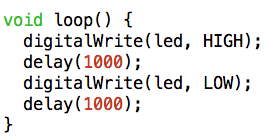 void loop() {
  digitalWrite(led, HIGH);
  delay(1000);
  digitalWrite(led, LOW);
  delay(1000);
}